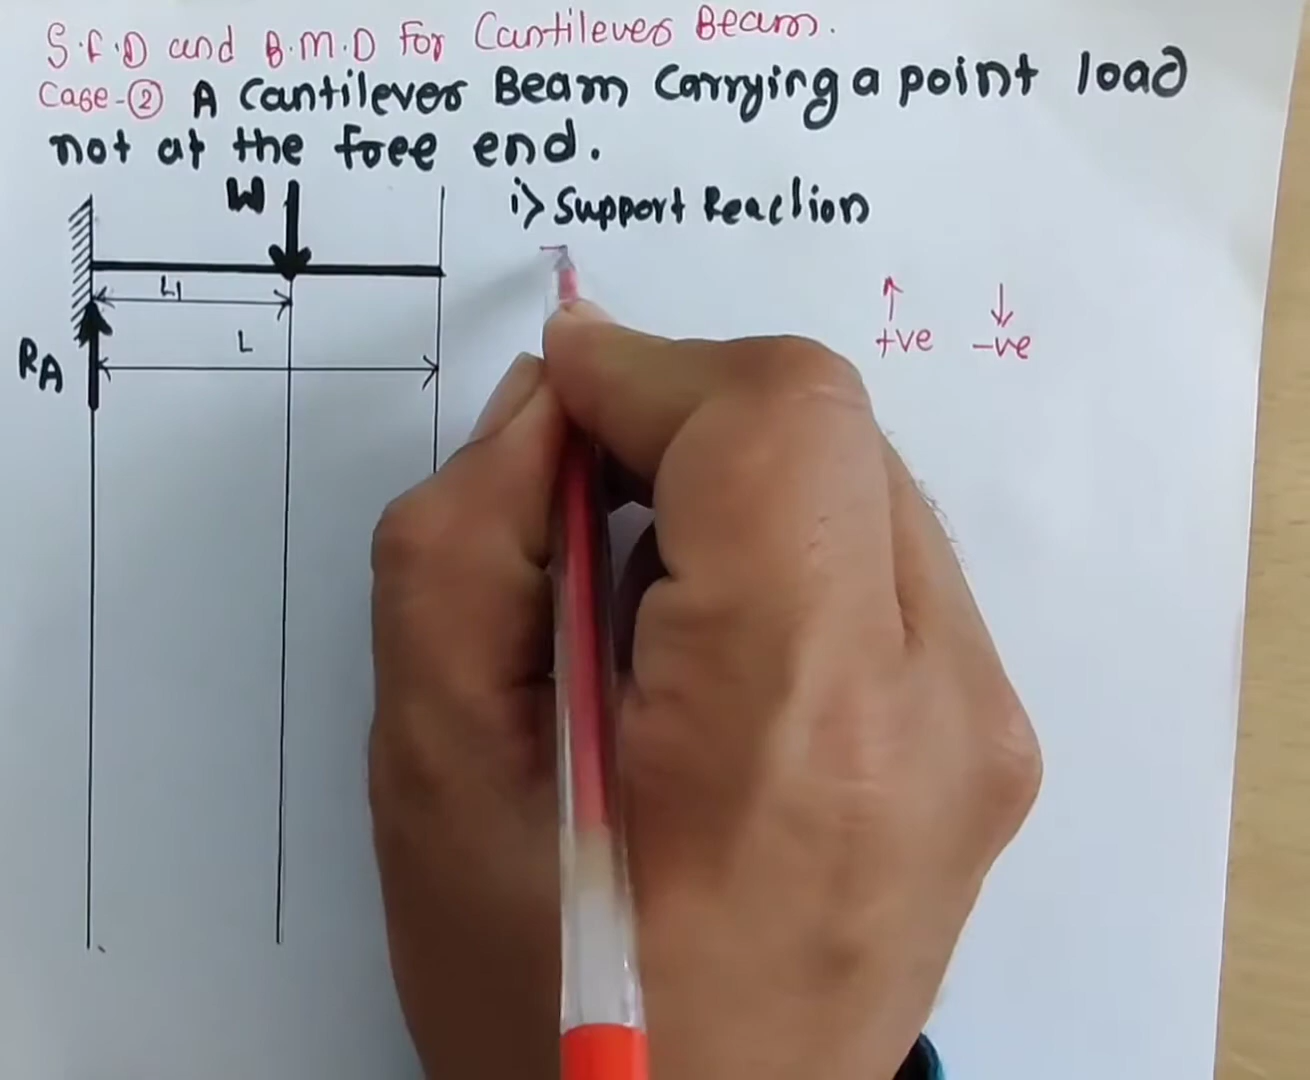 S.F.D and B.M.D For Cantilever Beam.
Case-② A Cantilever Beam Carrying a point load
not at the free end.
W
i> Support Reaction
L1
L
RA
+ve -ve